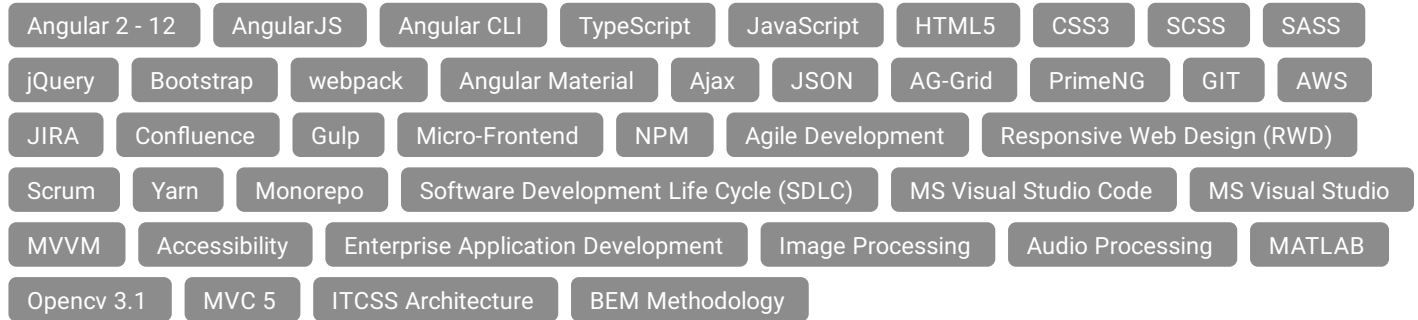 Angular 2 - 12 AngularJS Angular CLI TypeScript JavaScript HTML5 CSS3 SCSS SASS
jQuery Bootstrap webpack Angular Material Ajax JSON AG-Grid PrimeNG GIT AWS
JIRA Confluence Gulp Micro-Frontend NPM Agile Development Responsive Web Design (RWD)
Scrum Yarn Monorepo Software Development Life Cycle (SDLC) MS Visual Studio Code MS Visual Studio
MVVM Accessibility Enterprise Application Development Image Processing Audio Processing MATLAB
Opencv 3.1 MVC 5 ITCSS Architecture BEM Methodology